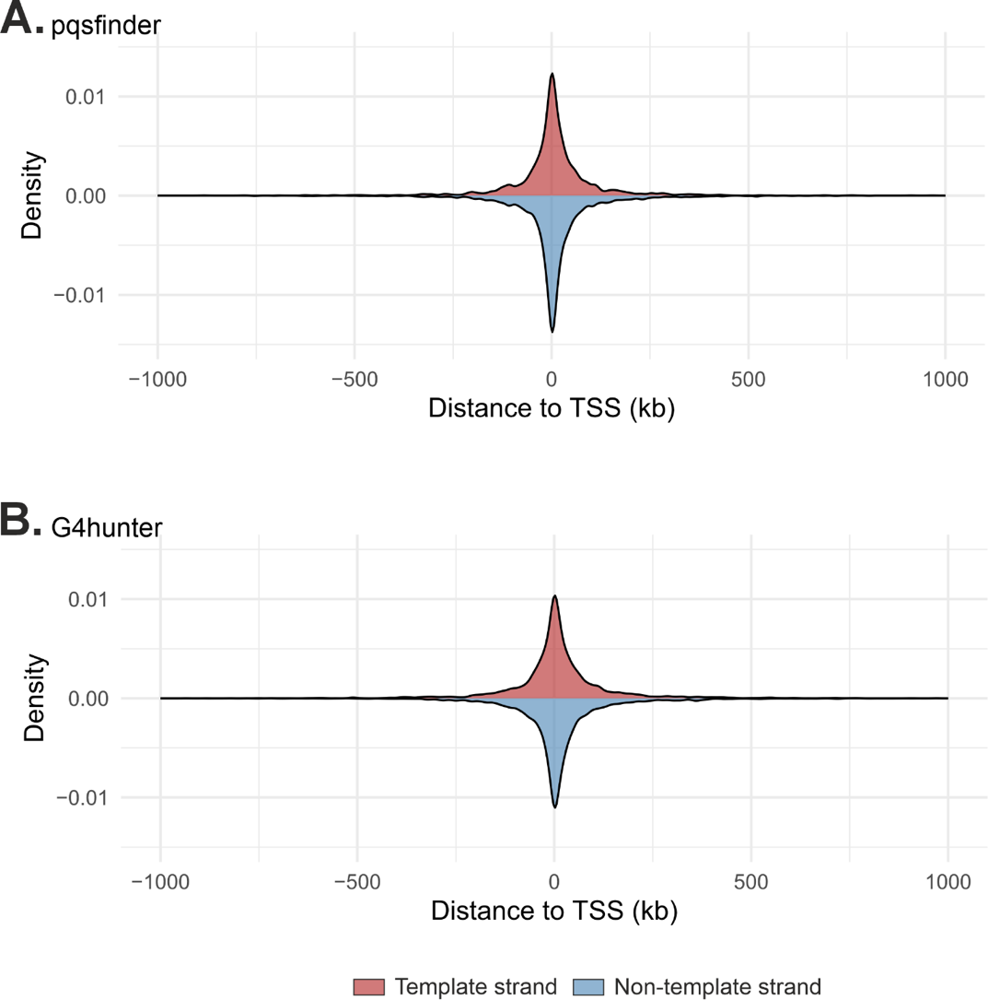 A. pqsfinder
0.01
0.00
−0.01
Density
−1000 −500 0 500 1000
Distance to TSS (kb)
B. G4hunter
0.01
0.00
−0.01
Density
−1000 −500 0 500 1000
Distance to TSS (kb)
Template strand Non-template strand